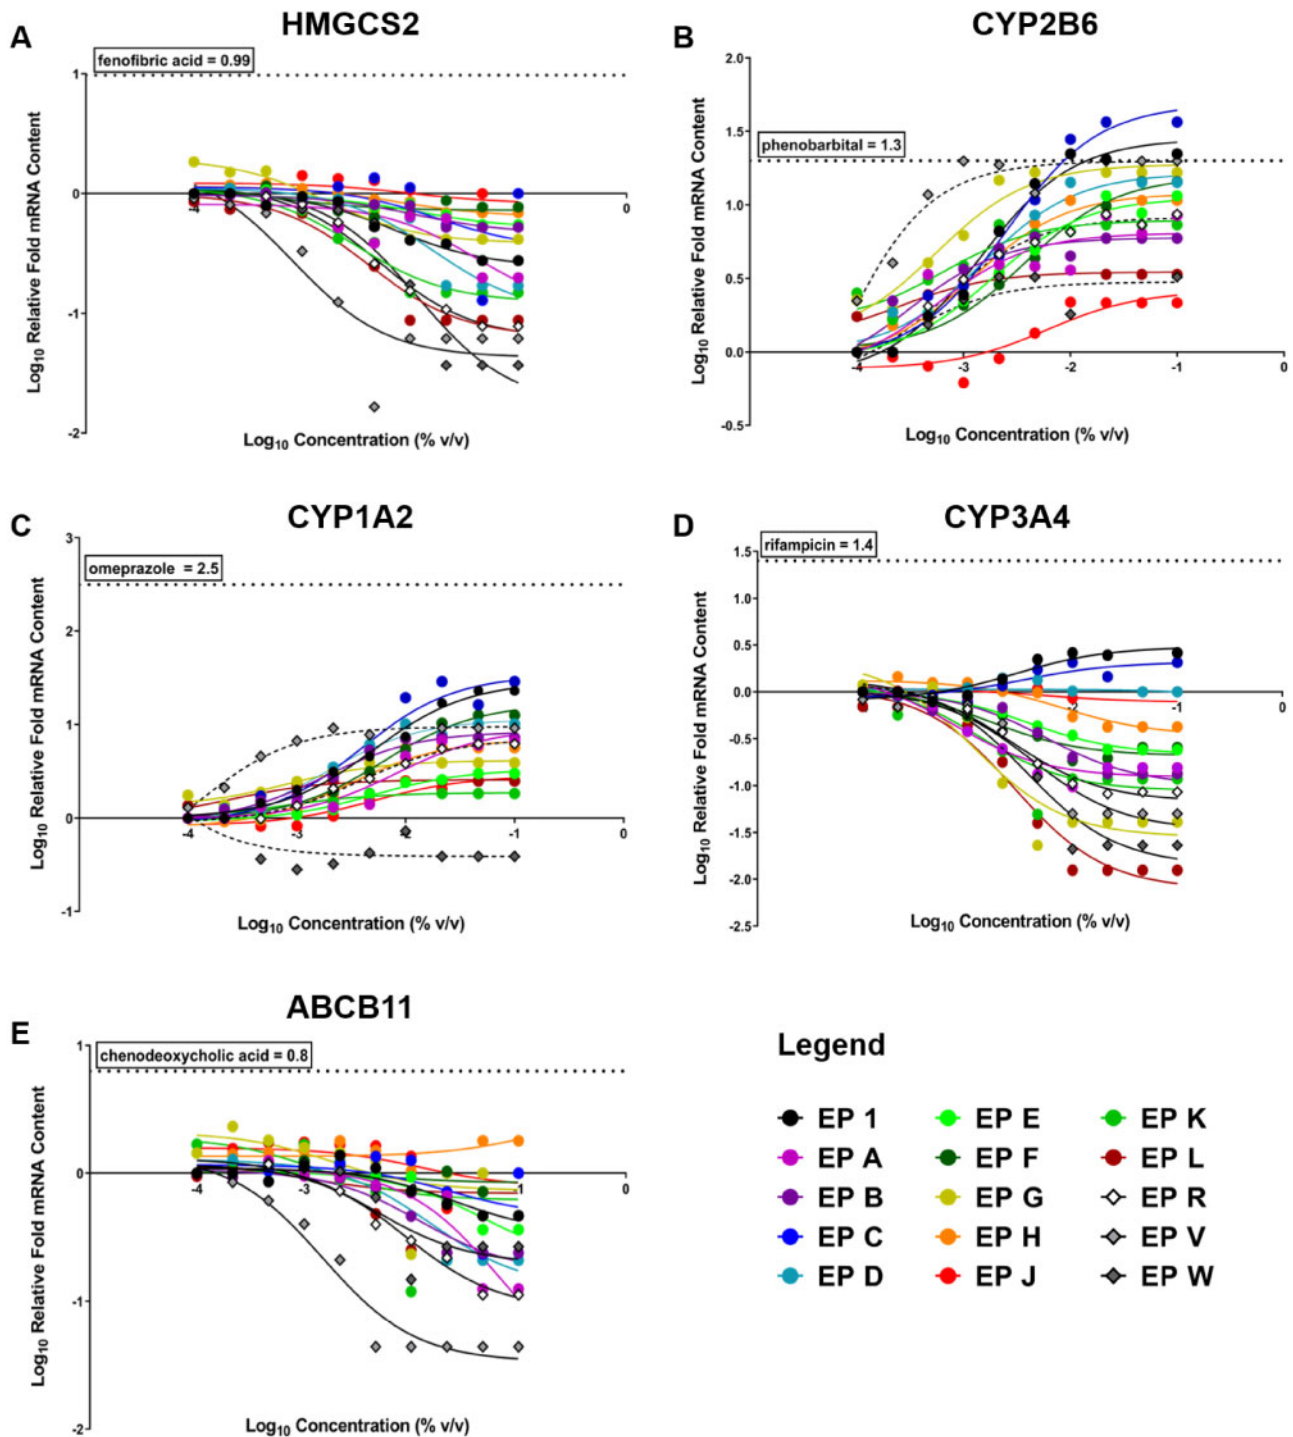 A
HMGCS2
fenofibric acid = 0.99
1
0
-1
-2
-4
-3
-2
-1
0
Log10 Relative Fold mRNA Content
Log10 Concentration (% v/v)
B
CYP2B6
phenobarbital = 1.3
2.0
1.5
1.0
0.5
0.0
-0.5
-4
-3
-2
-1
0
Log10 Relative Fold mRNA Content
Log10 Concentration (% v/v)
C
CYP1A2
omeprazole = 2.5
3
2
1
0
-1
-4
-3
-2
-1
0
Log10 Relative Fold mRNA Content
Log10 Concentration (% v/v)
D
CYP3A4
rifampicin = 1.4
1.5
1.0
0.5
0.0
-0.5
-1.0
-1.5
-2.0
-2.5
-2
-1
0
Log10 Relative Fold mRNA Content
Log10 Concentration (% v/v)
E
ABCB11
chenodeoxycholic acid = 0.8
1
0
-1
-2
-4
-3
-1
0
Log10 Relative Fold mRNA Content
Log10 Concentration (% v/v)
Legend
EP 1
EP E
EP K
EP A
EP F
EP L
EP B
EP G
EP R
EP C
EP H
EP V
EP D
EP J
EP W